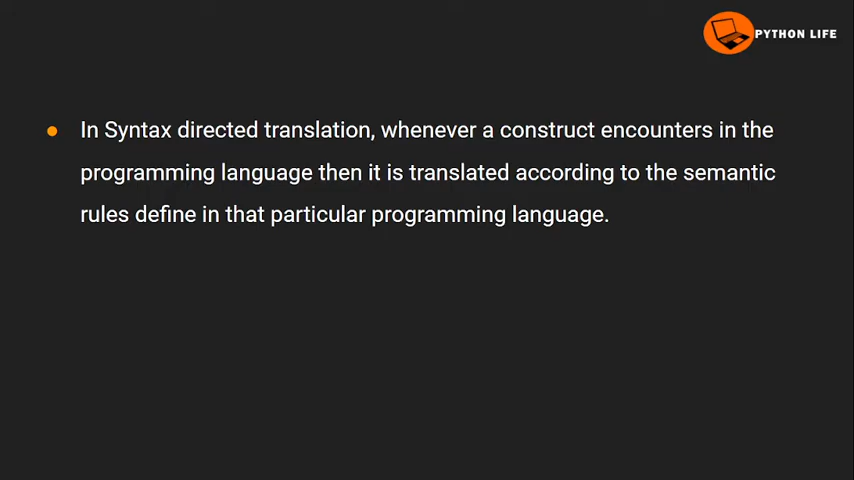 PYTHON LIFE
In Syntax directed translation, whenever a construct encounters in the
programming language then it is translated according to the semantic
rules define in that particular programming language.